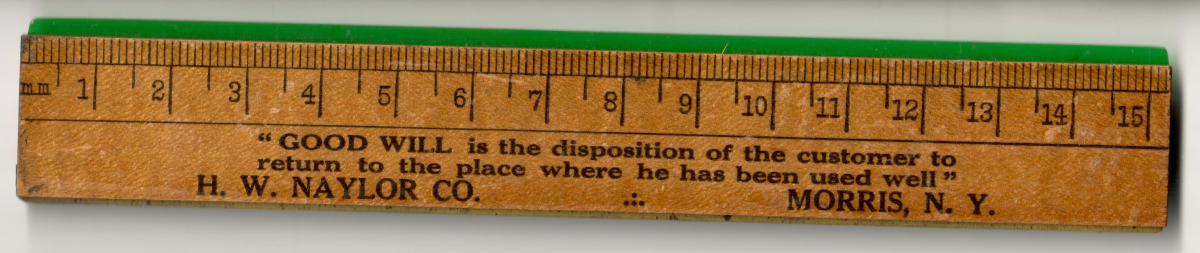 mm 1 2 3 4 5 6 7 8 9 10 11 12 13 14 15
“GOOD WILL is the disposition of the customer to
return to the place where he has been used well”
H. W. NAYLOR CO. .:. MORRIS, N. Y.